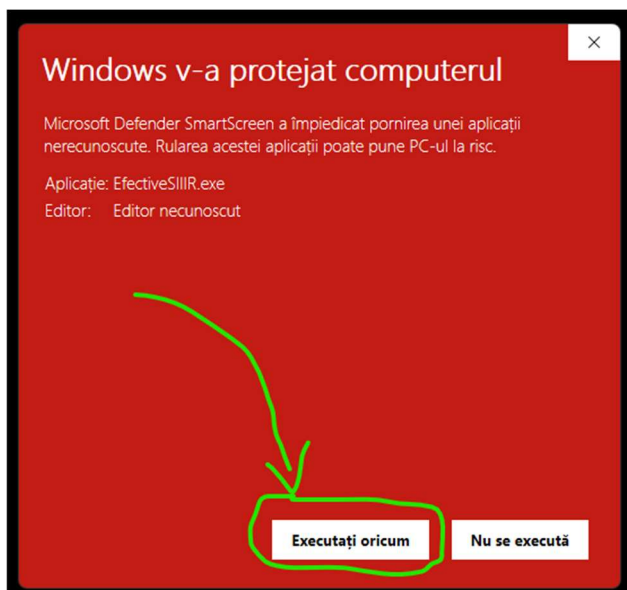 Windows v-a protejat computerul
Microsoft Defender SmartScreen a împiedicat pornirea unei aplicații
nerecunoscute. Rularea acestei aplicații poate pune PC-ul la risc.
Aplicație: EfectiveSIIIR.exe
Editor: Editor necunoscut
Executați oricum
Nu se execută